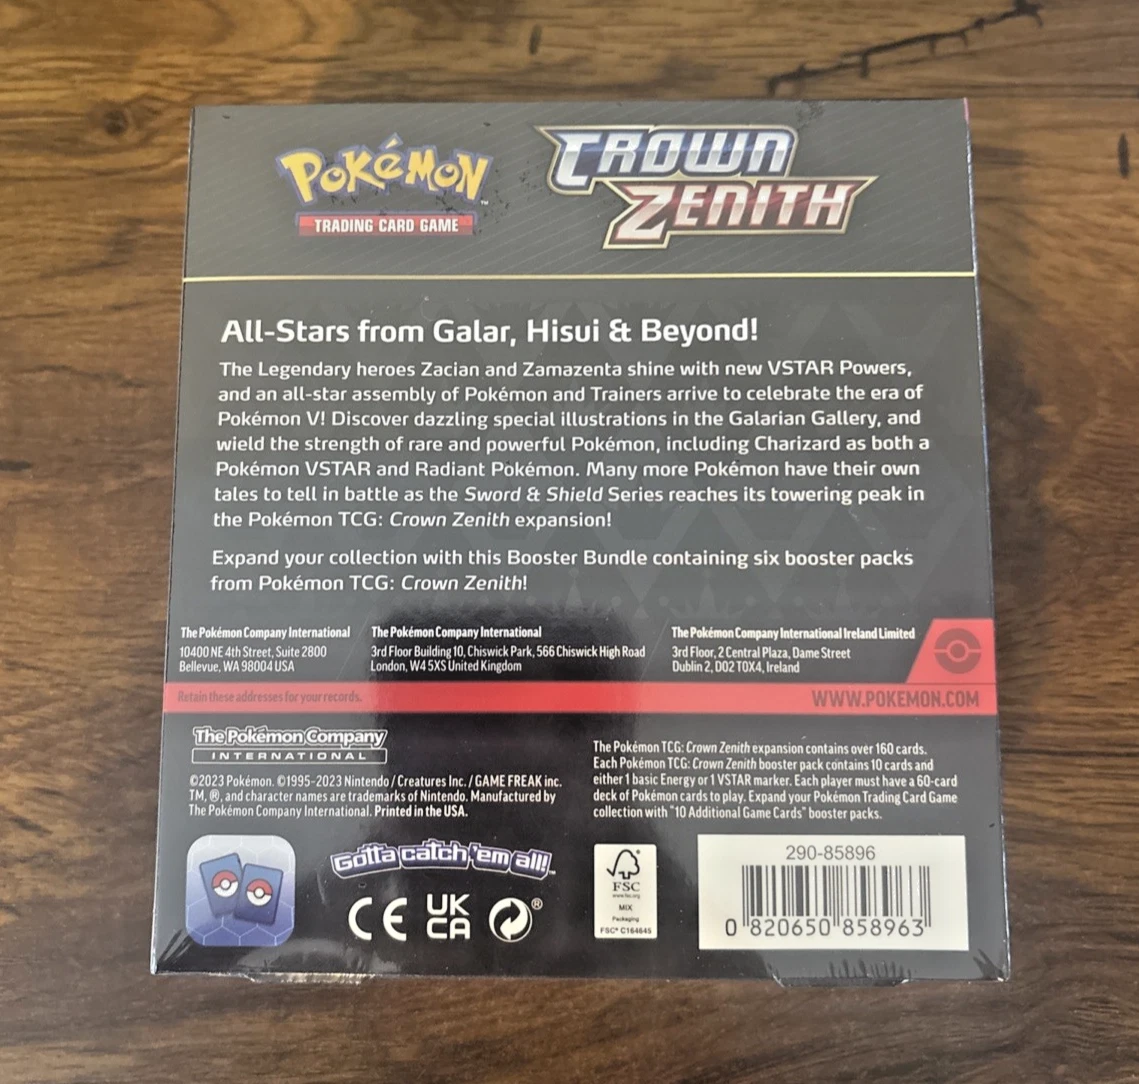 POKéMON™
TRADING CARD GAME
CROWN
ZENITH
All-Stars from Galar, Hisui & Beyond!
The Legendary heroes Zacian and Zamazenta shine with new VSTAR Powers,
and an all-star assembly of Pokémon and Trainers arrive to celebrate the era of
Pokémon V! Discover dazzling special illustrations in the Galarian Gallery, and
wield the strength of rare and powerful Pokémon, including Charizard as both a
Pokémon VSTAR and Radiant Pokémon. Many more Pokémon have their own
tales to tell in battle as the Sword & Shield Series reaches its towering peak in
the Pokémon TCG: Crown Zenith expansion!
Expand your collection with this Booster Bundle containing six booster packs
from Pokémon TCG: Crown Zenith!
The Pokémon Company International
10400 NE 4th Street, Suite 2800
Bellevue, WA 98004 USA
The Pokémon Company International
3rd Floor Building 10, Chiswick Park, 566 Chiswick High Road
London, W4 5XS United Kingdom
The Pokémon Company International Ireland Limited
3rd Floor, 2 Central Plaza, Dame Street
Dublin 2, D02 T0X4, Ireland
Retain these addresses for your records.
WWW.POKEMON.COM
The Pokémon Company
INTERNATIONAL
©2023 Pokémon. ©1995–2023 Nintendo / Creatures Inc. / GAME FREAK inc.
TM, ®, and character names are trademarks of Nintendo. Manufactured by
The Pokémon Company International. Printed in the USA.
The Pokémon TCG: Crown Zenith expansion contains over 160 cards.
Each Pokémon TCG: Crown Zenith booster pack contains 10 cards and
either 1 basic Energy or 1 VSTAR marker. Each player must have a 60-card
deck of Pokémon cards to play. Expand your Pokémon Trading Card Game
collection with "10 Additional Game Cards" booster packs.
Gotta catch 'em all!™
CE
UK
CA
®
FSC
www.fsc.org
MIX
Packaging
FSC® C164645
290-85896
0 820650 858963